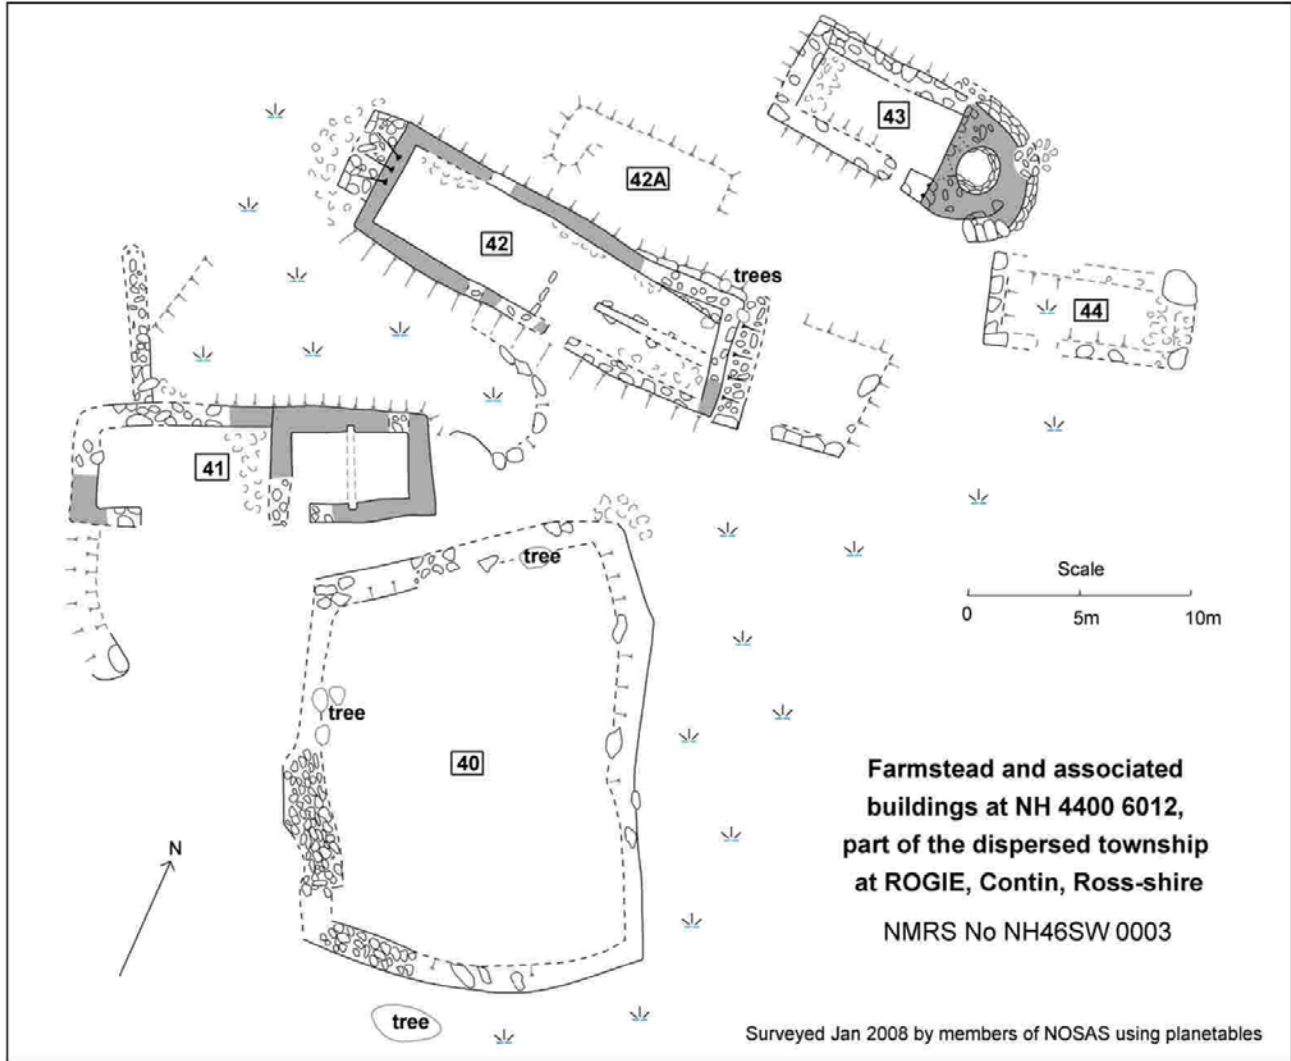 43
42A
42
trees
44
41
tree
Scale
0 5m 10m
tree
40
Farmstead and associated
buildings at NH 4400 6012,
part of the dispersed township
at ROGIE, Contin, Ross-shire
NMRS No NH46SW 0003
N
tree
Surveyed Jan 2008 by members of NOSAS using planetables